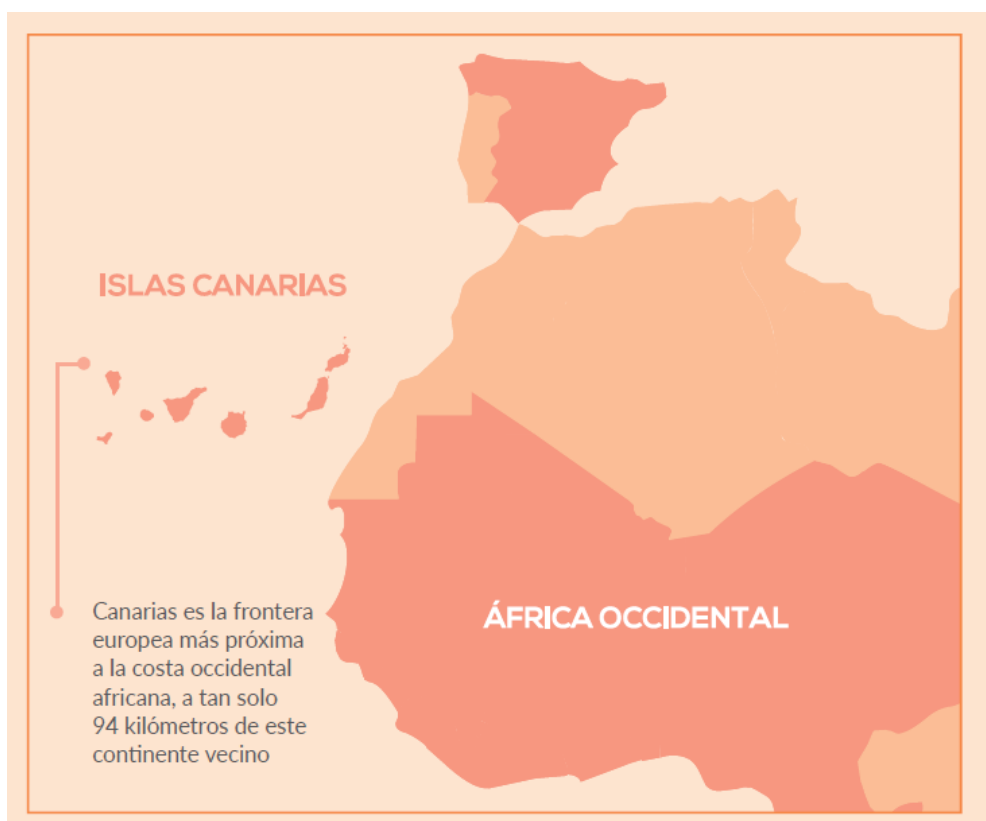 ISLAS CANARIAS
Canarias es la frontera
europea más próxima
a la costa occidental
africana, a tan solo
94 kilómetros de este
continente vecino
ÁFRICA OCCIDENTAL